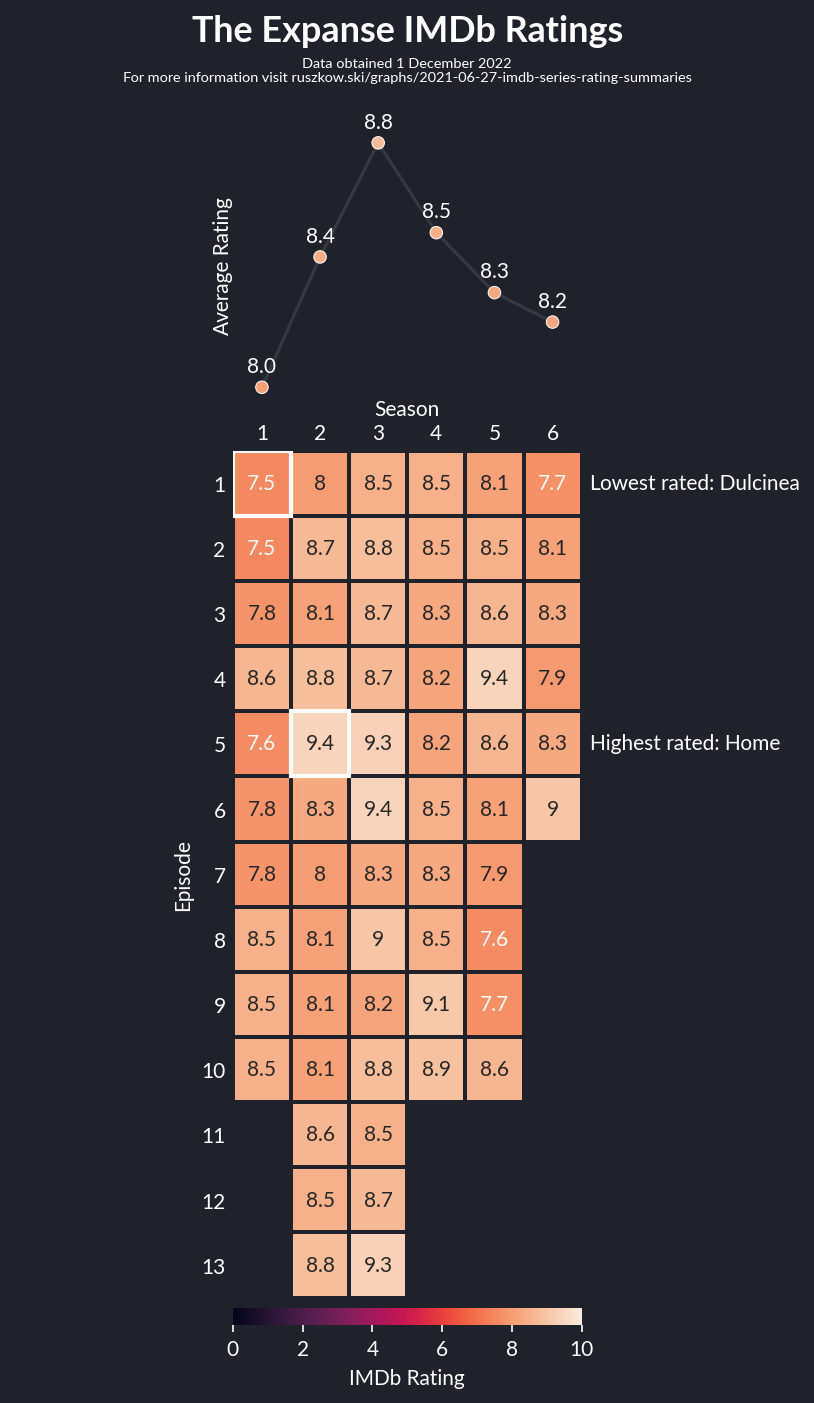 The Expanse IMDb Ratings
Data obtained 1 December 2022
For more information visit ruszkow.ski/graphs/2021-06-27-imdb-series-rating-summaries
8.8
8.5
8.4
8.3
8.2
8.0
Average Rating
Season
1 2 3 4 5 6
1 7.5 8 8.5 8.5 8.1 7.7 Lowest rated: Dulcinea
2 7.5 8.7 8.8 8.5 8.5 8.1
3 7.8 8.1 8.7 8.3 8.6 8.3
4 8.6 8.8 8.7 8.2 9.4 7.9
5 7.6 9.4 9.3 8.2 8.6 8.3 Highest rated: Home
6 7.8 8.3 9.4 8.5 8.1 9
7 7.8 8 8.3 8.3 7.9
8 8.5 8.1 9 8.5 7.6
9 8.5 8.1 8.2 9.1 7.7
10 8.5 8.1 8.8 8.9 8.6
11 8.6 8.5
12 8.5 8.7
13 8.8 9.3
Episode
0 2 4 6 8 10
IMDb Rating